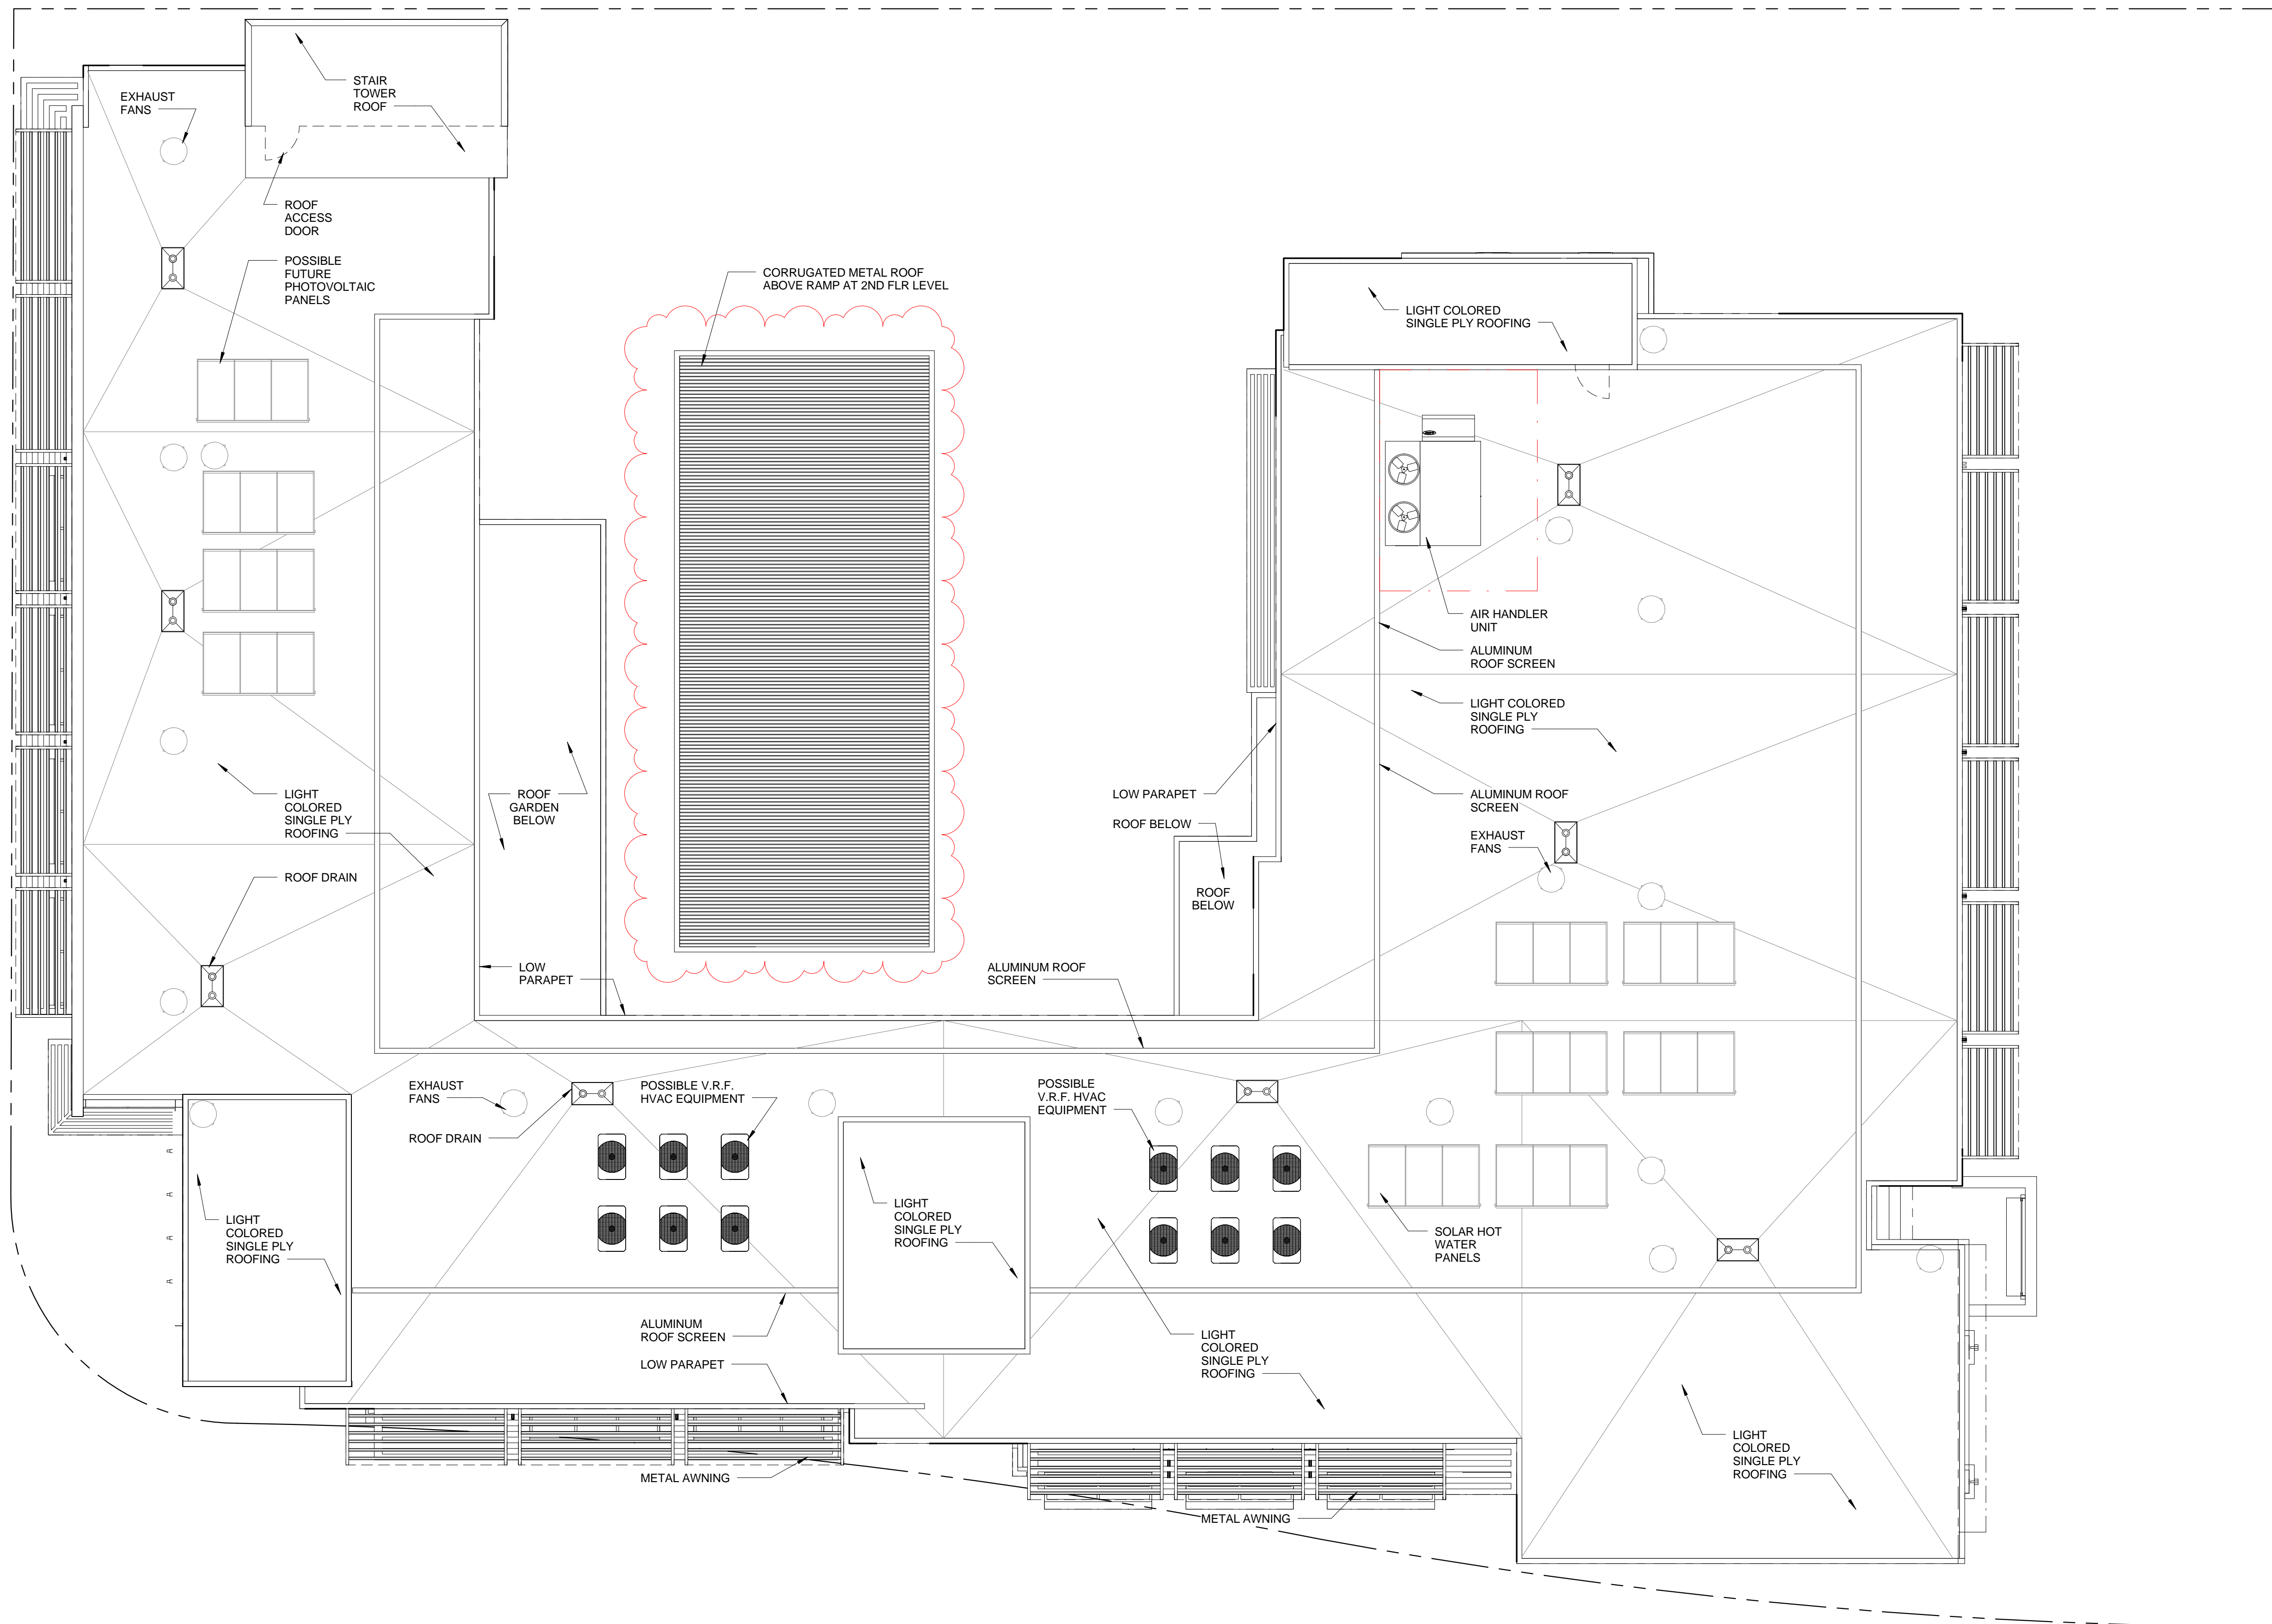 STAIR
TOWER
ROOF
EXHAUST
FANS
ROOF
ACCESS
DOOR
POSSIBLE
FUTURE
PHOTOVOLTAIC
PANELS
CORRUGATED METAL ROOF
ABOVE RAMP AT 2ND FLR LEVEL
LIGHT COLORED
SINGLE PLY ROOFING
AIR HANDLER
UNIT
ALUMINUM
ROOF SCREEN
LIGHT COLORED
SINGLE PLY
ROOFING
LOW PARAPET
ROOF BELOW
ALUMINUM ROOF
SCREEN
EXHAUST
FANS
ROOF
BELOW
LIGHT
COLORED
SINGLE PLY
ROOFING
ROOF
GARDEN
BELOW
ROOF DRAIN
LOW
PARAPET
ALUMINUM ROOF
SCREEN
EXHAUST
FANS
POSSIBLE V.R.F.
HVAC EQUIPMENT
POSSIBLE
V.R.F. HVAC
EQUIPMENT
ROOF DRAIN
LIGHT
COLORED
SINGLE PLY
ROOFING
LIGHT
COLORED
SINGLE PLY
ROOFING
SOLAR HOT
WATER
PANELS
ALUMINUM
ROOF SCREEN
LOW PARAPET
LIGHT
COLORED
SINGLE PLY
ROOFING
LIGHT
COLORED
SINGLE PLY
ROOFING
METAL AWNING
METAL AWNING